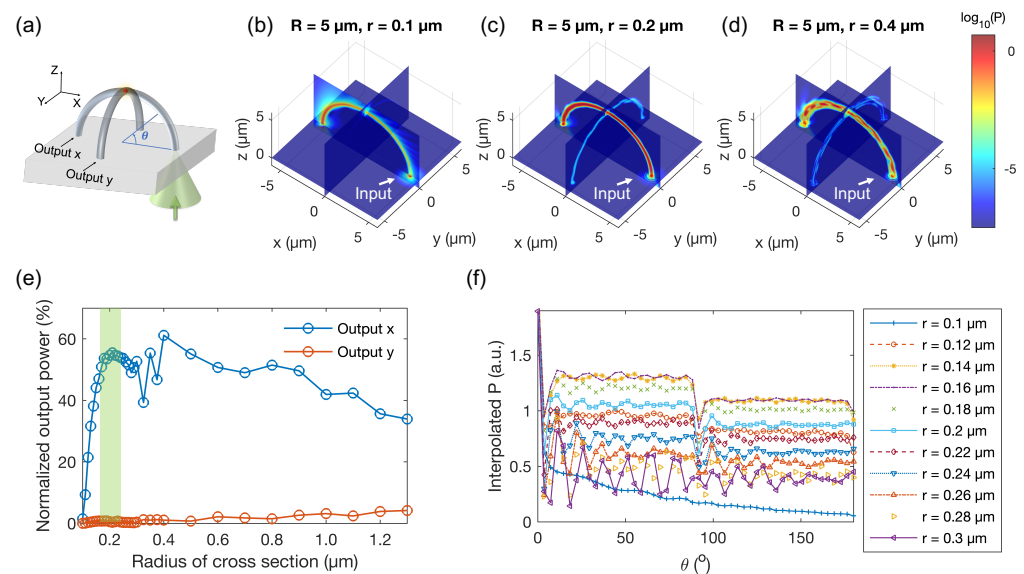 (a)
Z
X
Y
θ
Output x
Output y
(b)
R = 5 µm, r = 0.1 µm
5
0
z (µm)
-5
0
5
x (µm)
-5
0
5
y (µm)
Input
(c)
R = 5 µm, r = 0.2 µm
5
0
z (µm)
-5
0
5
x (µm)
-5
0
5
y (µm)
Input
(d)
R = 5 µm, r = 0.4 µm
5
0
z (µm)
-5
0
5
x (µm)
-5
0
5
y (µm)
Input
log10(P)
0
-5
(e)
Normalized output power (%)
60
40
20
0
0.2 0.4 0.6 0.8 1.0 1.2
Radius of cross section (µm)
Output x
Output y
(f)
Interpolated P (a.u.)
1.5
1
0.5
0
0 50 100 150
θ (°)
r = 0.1 µm
r = 0.12 µm
r = 0.14 µm
r = 0.16 µm
r = 0.18 µm
r = 0.2 µm
r = 0.22 µm
r = 0.24 µm
r = 0.26 µm
r = 0.28 µm
r = 0.3 µm